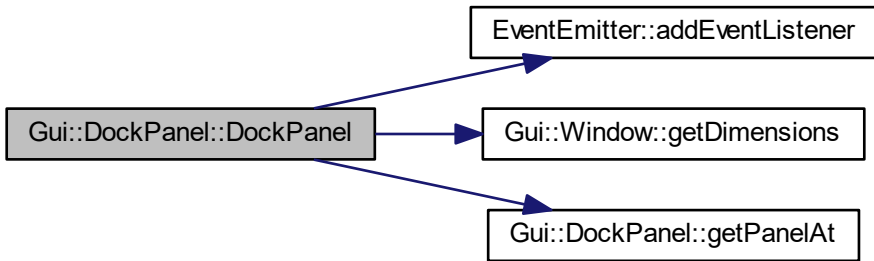 EventEmitter::addEventListener
Gui::DockPanel::DockPanel
Gui::Window::getDimensions
Gui::DockPanel::getPanelAt